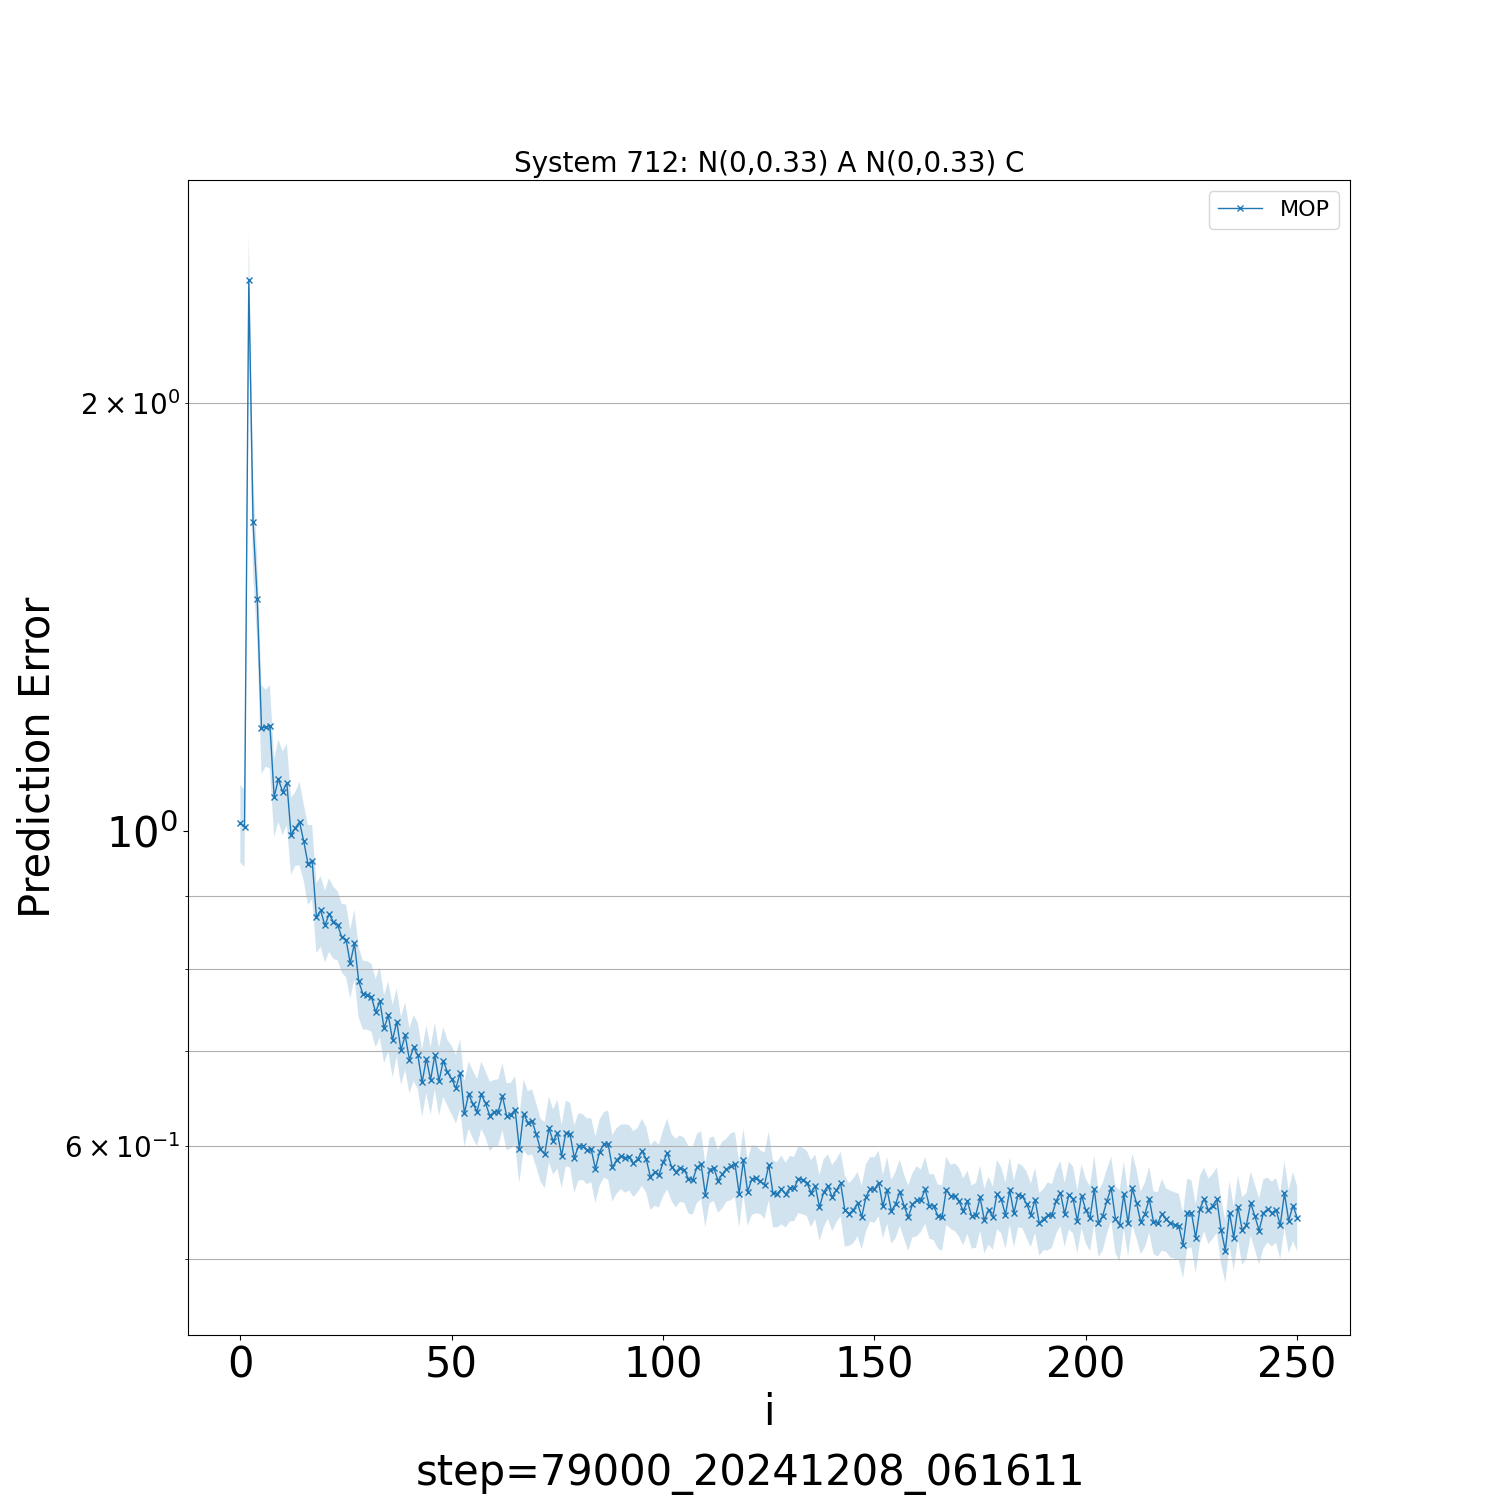 System 712: N(0,0.33) A N(0,0.33) C
MOP
Prediction Error
2 × 10⁰
10⁰
6 × 10⁻¹
0 50 100 150 200 250
i
step=79000_20241208_061611